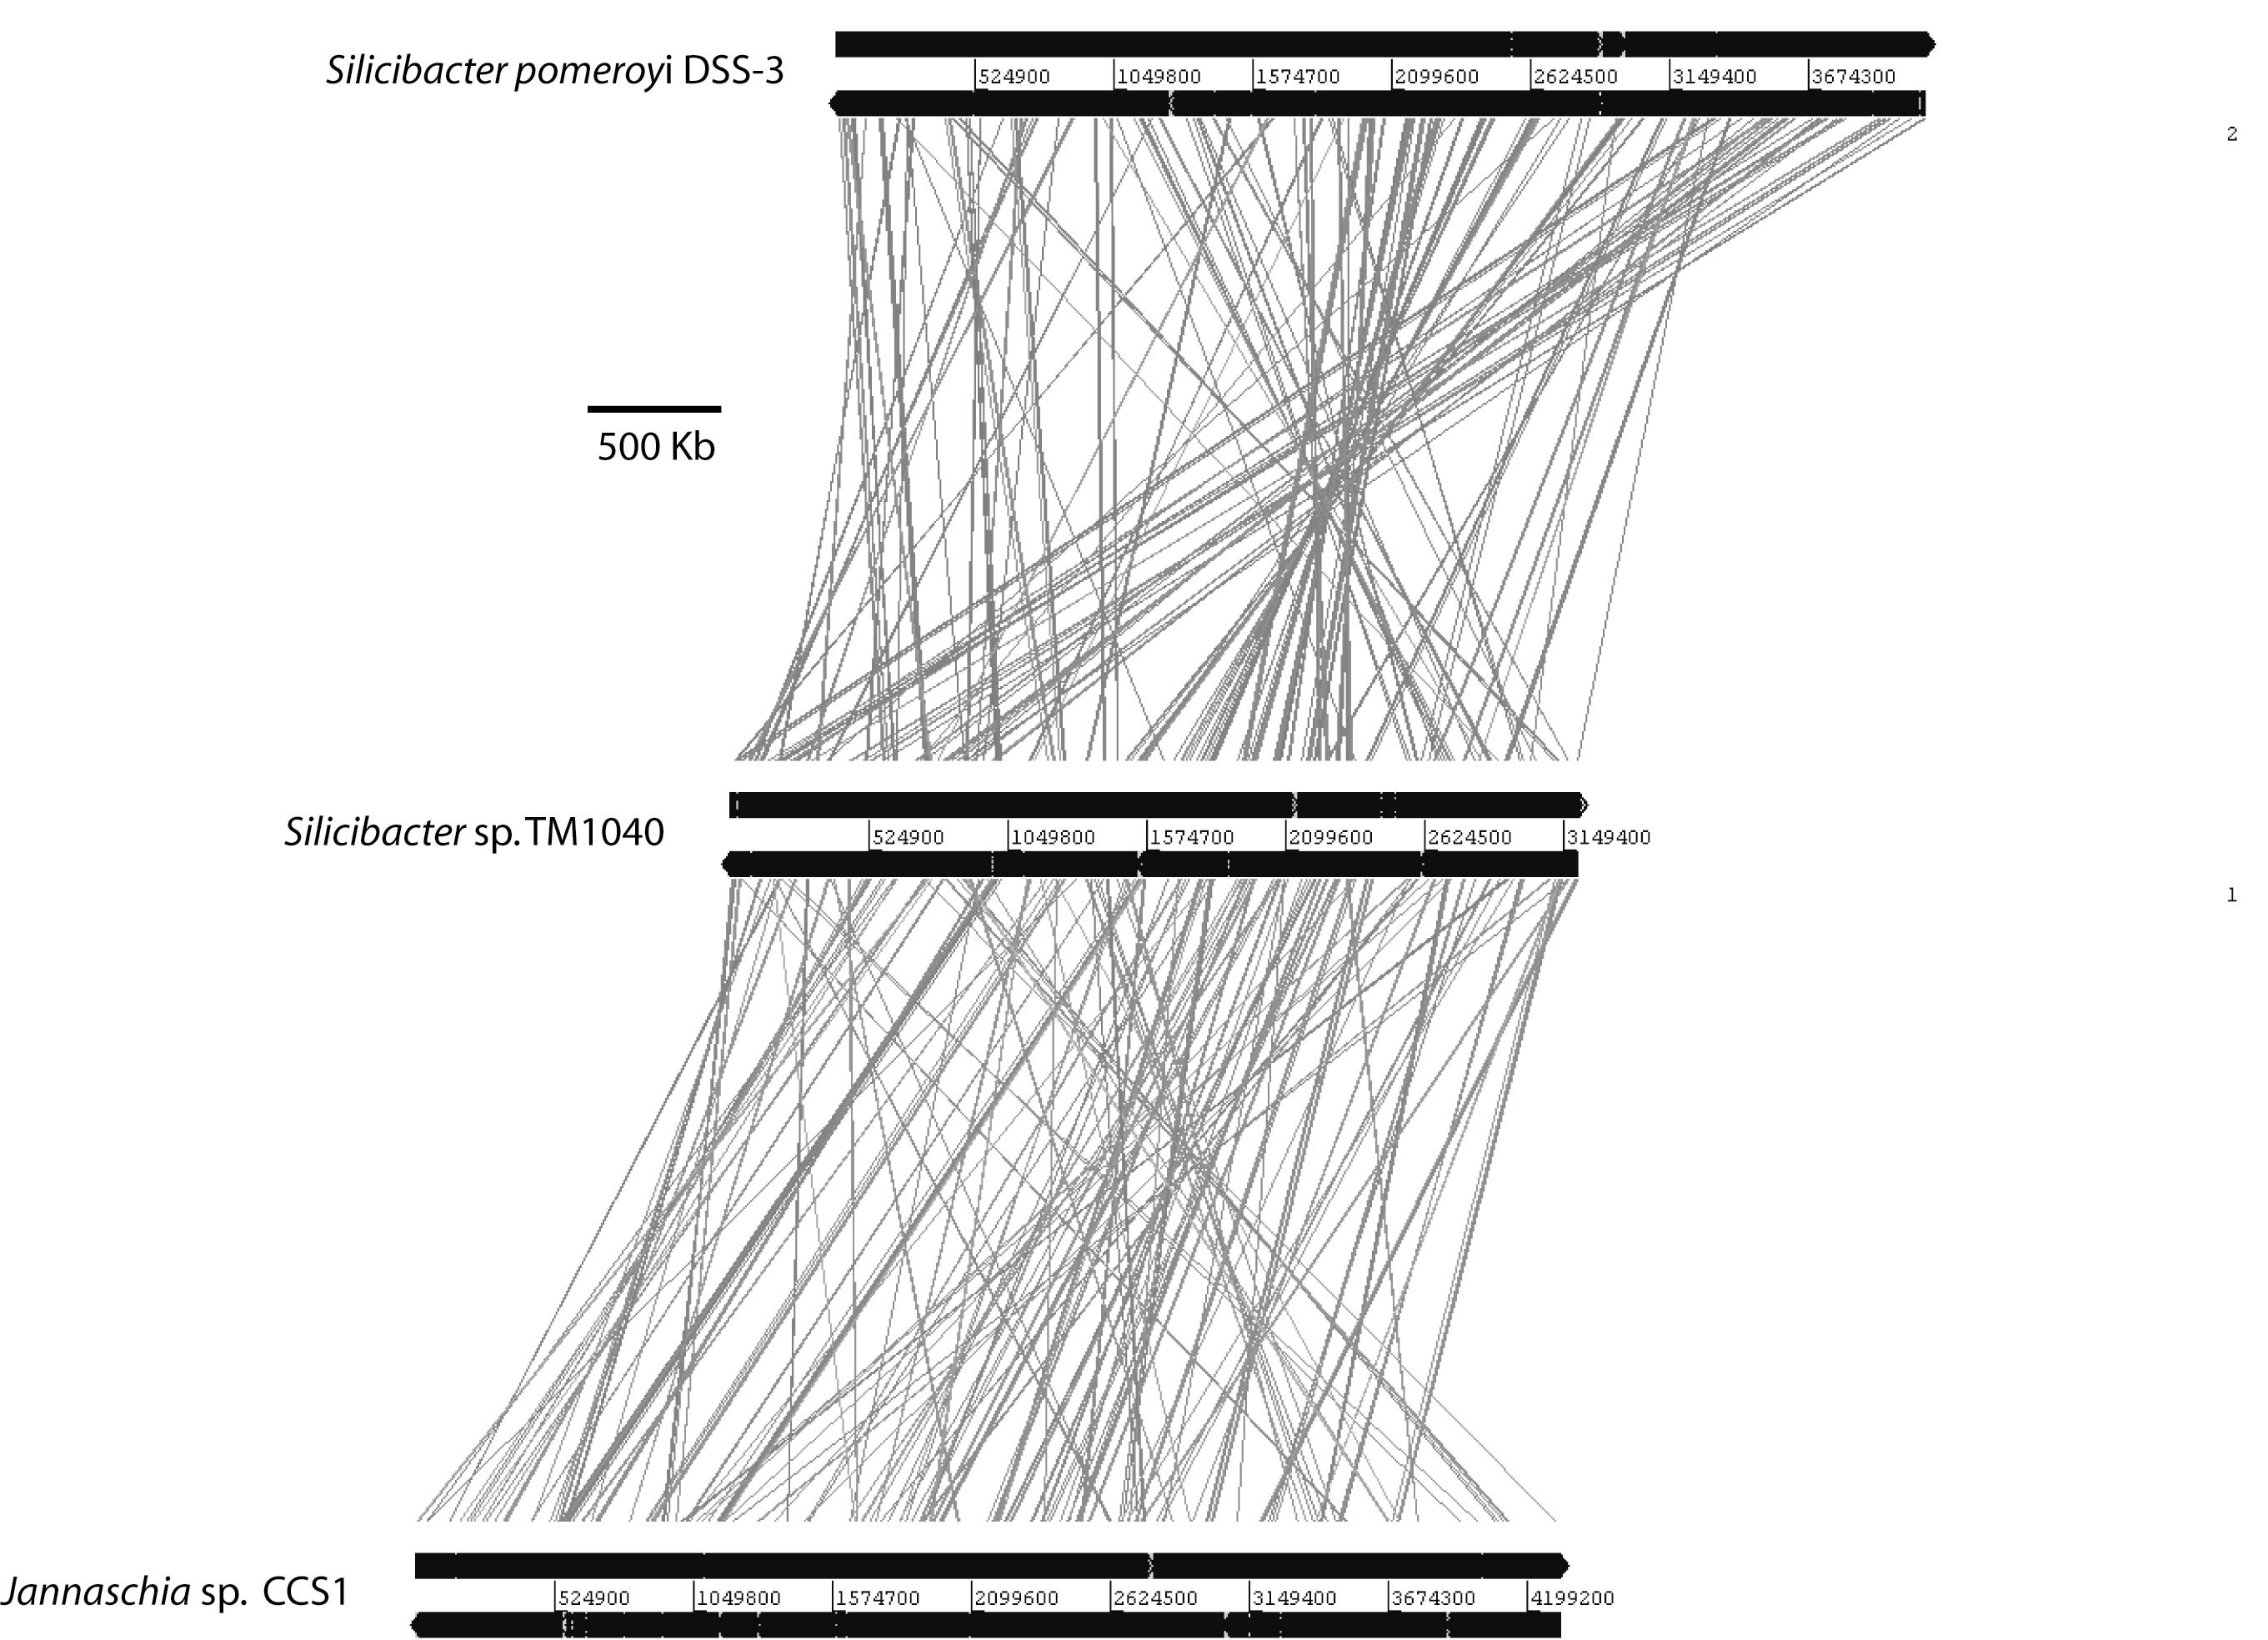 Silicibacter pomeroyi DSS-3
524900 1049800 1574700 2099600 2624500 3149400 3674300
2
500 Kb
Silicibacter sp. TM1040
524900 1049800 1574700 2099600 2624500 3149400
1
Jannaschia sp. CCS1
524900 1049800 1574700 2099600 2624500 3149400 3674300 4199200